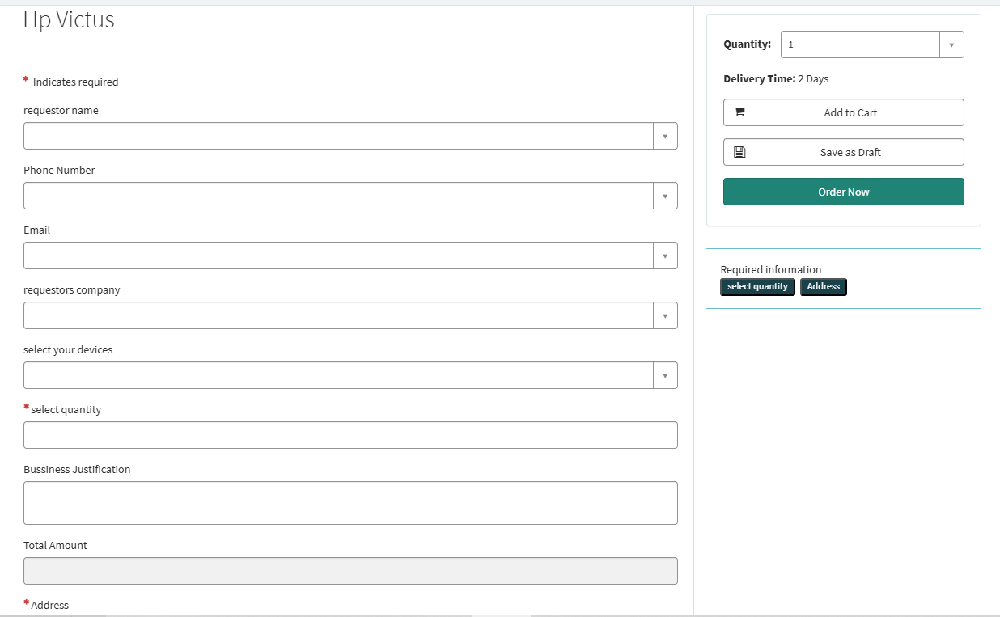 Hp Victus
* Indicates required
requestor name
Phone Number
Email
requestors company
select your devices
* select quantity
Bussiness Justification
Total Amount
* Address
Quantity: 1
Delivery Time: 2 Days
Add to Cart
Save as Draft
Order Now
Required information
select quantity Address